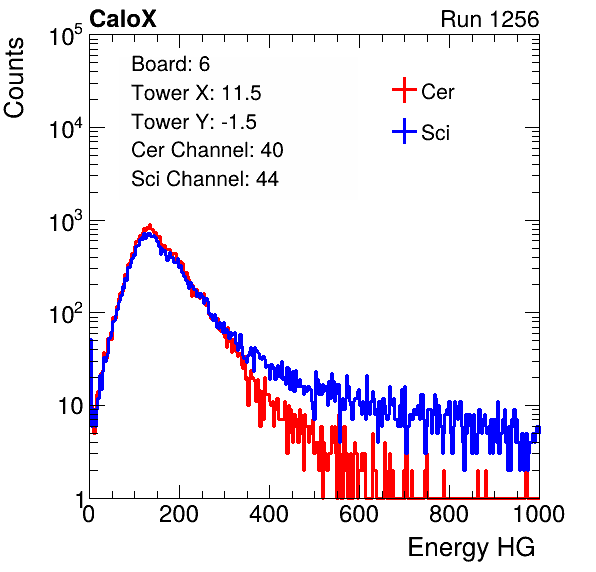 CaloX Run 1256
Counts
10^5
10^4
10^3
10^2
10
1
Board: 6
Tower X: 11.5
Tower Y: -1.5
Cer Channel: 40
Sci Channel: 44
Cer
Sci
0 200 400 600 800 1000
Energy HG